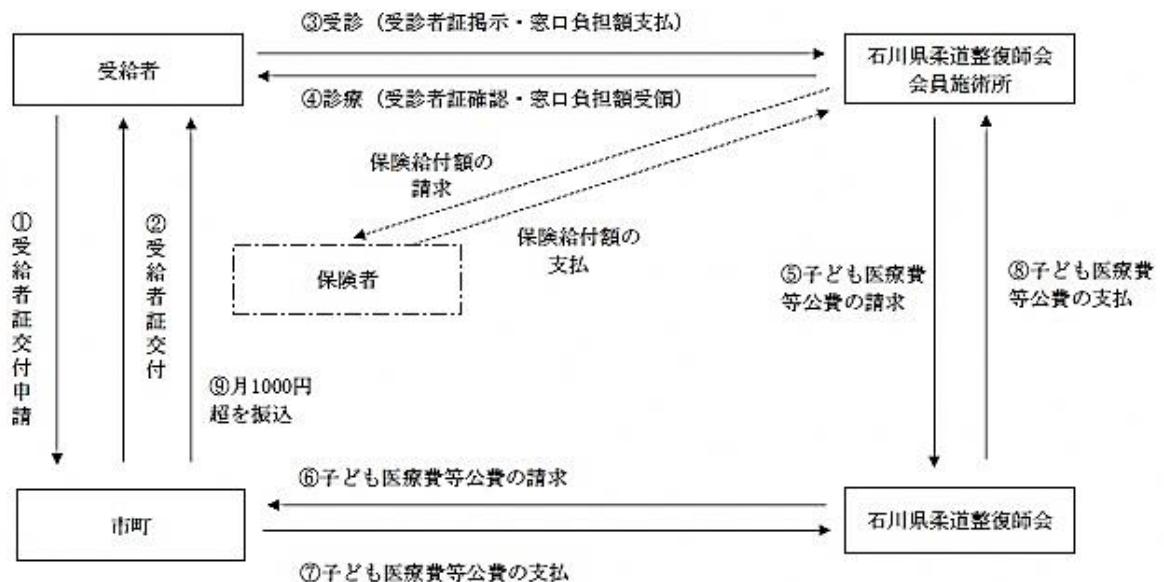 ③受診（受診者証掲示・窓口負担額支払）
受給者
石川県柔道整復師会
会員施術所
④診療（受診者証確認・窓口負担額受領）
保険給付額の
請求
保険給付額の
支払
保険者
①受給者証交付申請
②受給者証交付
⑨月1000円
超を振込
⑤子ども医療費
等公費の請求
⑧子ども医療費
等公費の支払
⑥子ども医療費等公費の請求
市町
石川県柔道整復師会
⑦子ども医療費等公費の支払